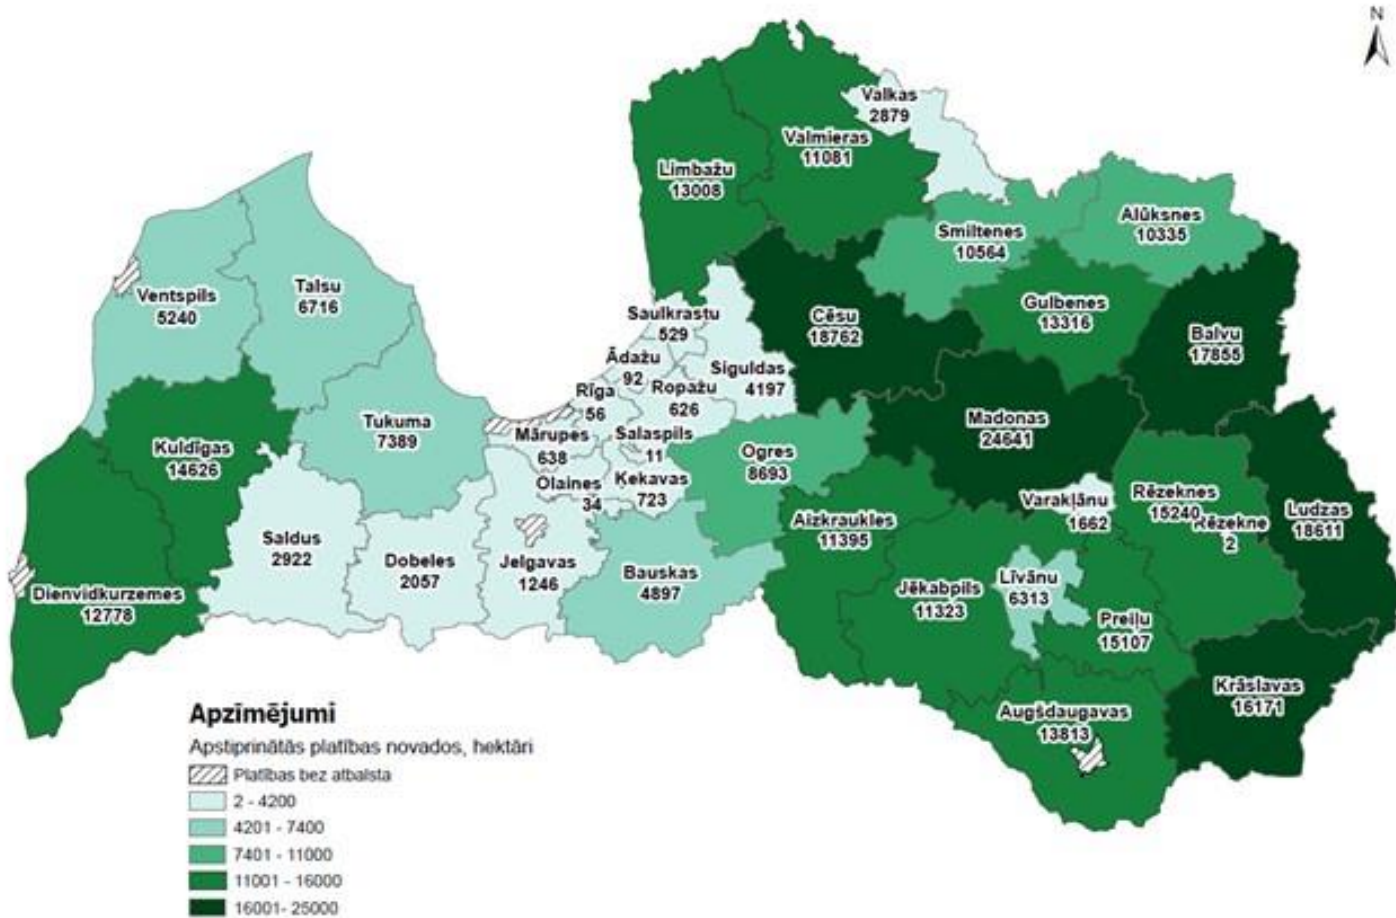 N
Valkas
2879
Valmieras
11081
Limbažu
13008
Smiltenes
10564
Alūksnes
10335
Ventspils
5240
Talsu
6716
Saulkrastu
529
Cēsu
18762
Gulbenes
13316
Balvu
17855
Ādažu
92
Siguldas
4197
Rīga
56
Ropažu
626
Tukuma
7389
Madonas
24641
Kuldīgas
14626
Mārupes
638
Salaspils
11
Ogres
8693
Olaines
34
Ķekavas
723
Varakļānu
1662
Rēzeknes
15240
Rēzekne
2
Ludzas
18611
Aizkraukles
11395
Saldus
2922
Dobeles
2057
Jelgavas
1246
Bauskas
4897
Jēkabpils
11323
Līvānu
6313
Dienvidkurzemes
12778
Preiļu
15107
Krāslavas
16171
Augšdaugavas
13813
Apzīmējumi
Apstiprinātās platības novados, hektāri
Platības bez atbalsta
2 - 4200
4201 - 7400
7401 - 11000
11001 - 16000
16001- 25000